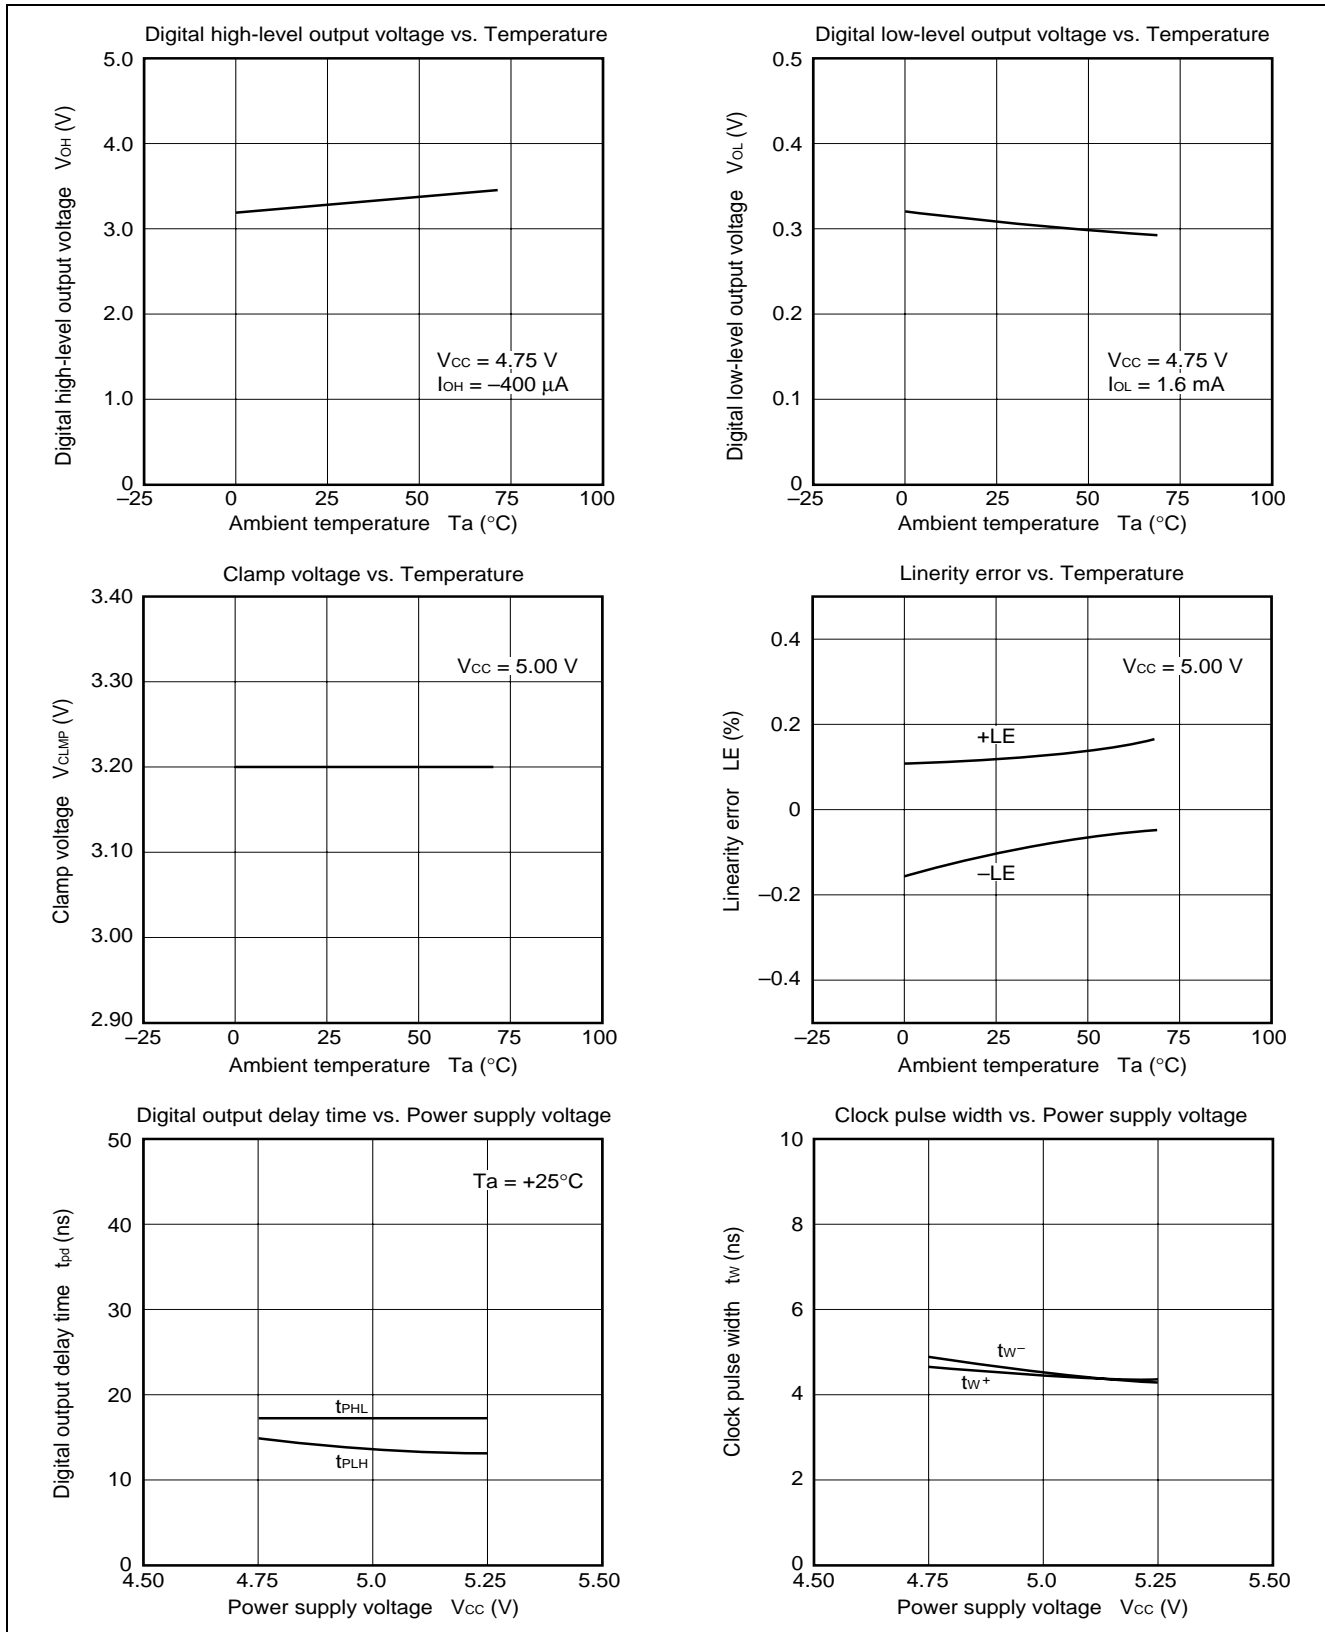 Digital high-level output voltage vs. Temperature
5.0
4.0
3.0
2.0
1.0
0
Digital high-level output voltage VOH (V)
VCC = 4.75 V
IOH = –400 µA
–25 0 25 50 75 100
Ambient temperature Ta (°C)
Digital low-level output voltage vs. Temperature
0.5
0.4
0.3
0.2
0.1
0
Digital low-level output voltage VOL (V)
VCC = 4.75 V
IOL = 1.6 mA
–25 0 25 50 75 100
Ambient temperature Ta (°C)
Clamp voltage vs. Temperature
3.40
3.30
3.20
3.10
3.00
2.90
Clamp voltage VCLMP (V)
VCC = 5.00 V
–25 0 25 50 75 100
Ambient temperature Ta (°C)
Linerity error vs. Temperature
0.4
0.2
0
–0.2
–0.4
Linearity error LE (%)
VCC = 5.00 V
+LE
–LE
–25 0 25 50 75 100
Ambient temperature Ta (°C)
Digital output delay time vs. Power supply voltage
50
40
30
20
10
0
Digital output delay time tpd (ns)
Ta = +25°C
tPHL
tPLH
4.50 4.75 5.0 5.25 5.50
Power supply voltage VCC (V)
Clock pulse width vs. Power supply voltage
10
8
6
4
2
0
Clock pulse width tW (ns)
tW–
tW+
4.50 4.75 5.0 5.25 5.50
Power supply voltage VCC (V)